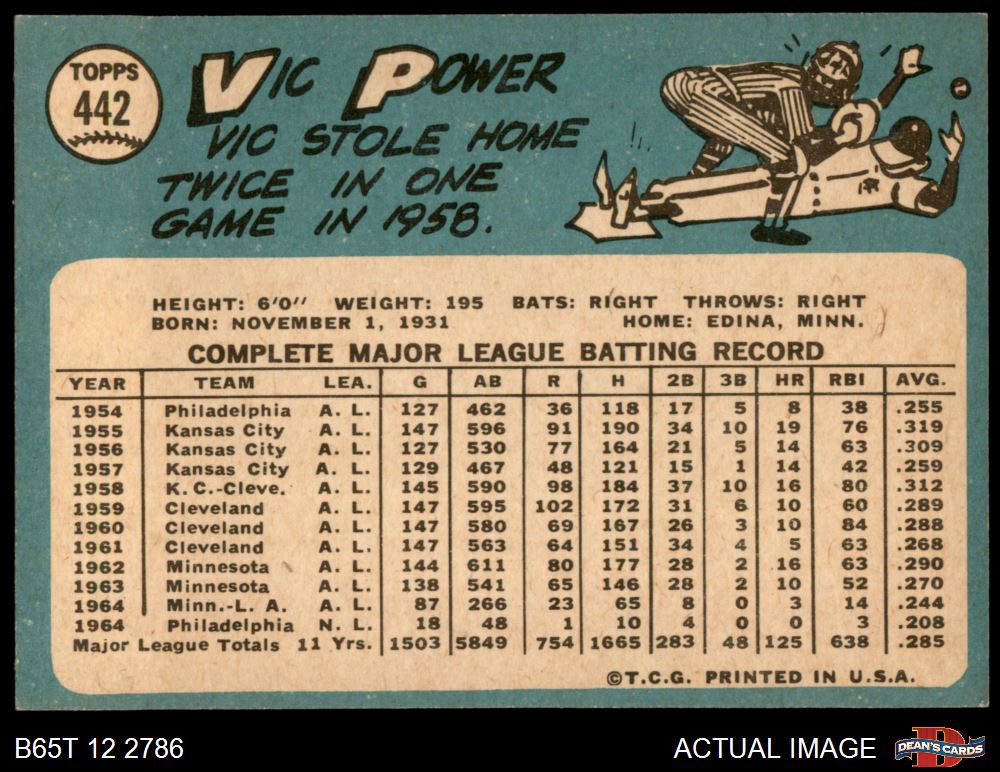 TOPPS
442
VIC POWER
VIC STOLE HOME
TWICE IN ONE
GAME IN 1958.
HEIGHT: 6'0" WEIGHT: 195 BATS: RIGHT THROWS: RIGHT
BORN: NOVEMBER 1, 1931 HOME: EDINA, MINN.
COMPLETE MAJOR LEAGUE BATTING RECORD
YEAR TEAM LEA. G AB R H 2B 3B HR RBI AVG.
1954 Philadelphia A. L. 127 462 36 118 17 5 8 38 .255
1955 Kansas City A. L. 147 596 91 190 34 10 19 76 .319
1956 Kansas City A. L. 127 530 77 164 21 5 14 63 .309
1957 Kansas City A. L. 129 467 48 121 15 1 14 42 .259
1958 K. C.-Cleve. A. L. 145 590 98 184 37 10 16 80 .312
1959 Cleveland A. L. 147 595 102 172 31 6 10 60 .289
1960 Cleveland A. L. 147 580 69 167 26 3 10 84 .288
1961 Cleveland A. L. 147 563 64 151 34 4 5 63 .268
1962 Minnesota A. L. 144 611 80 177 28 2 16 63 .290
1963 Minnesota A. L. 138 541 65 146 28 2 10 52 .270
1964 Minn.-L. A. A. L. 87 266 23 65 8 0 3 14 .244
1964 Philadelphia N. L. 18 48 1 10 4 0 0 3 .208
Major League Totals 11 Yrs. 1503 5849 754 1665 283 48 125 638 .285
©T.C.G. PRINTED IN U.S.A.
B65T 12 2786 ACTUAL IMAGE D DEAN'S CARDS